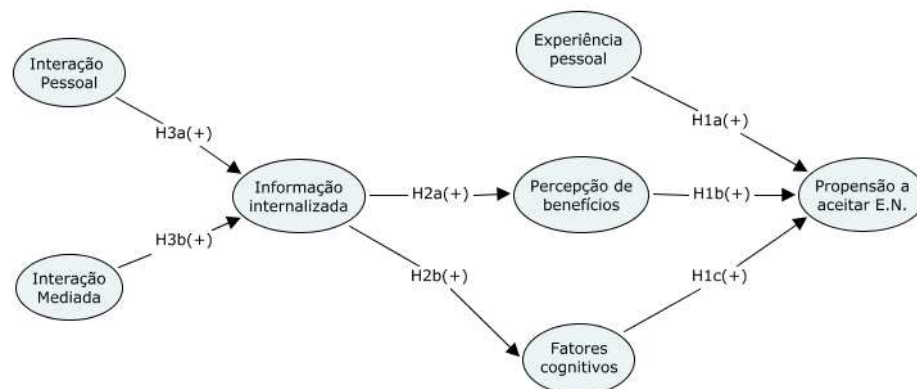 Interação
Pessoal
Experiência
pessoal
H3a(+)
H1a(+)
Informação
internalizada
H2a(+)
Percepção de
benefícios
H1b(+)
Propensão a
aceitar E.N.
H3b(+)
Interação
Mediada
H2b(+)
H1c(+)
Fatores
cognitivos